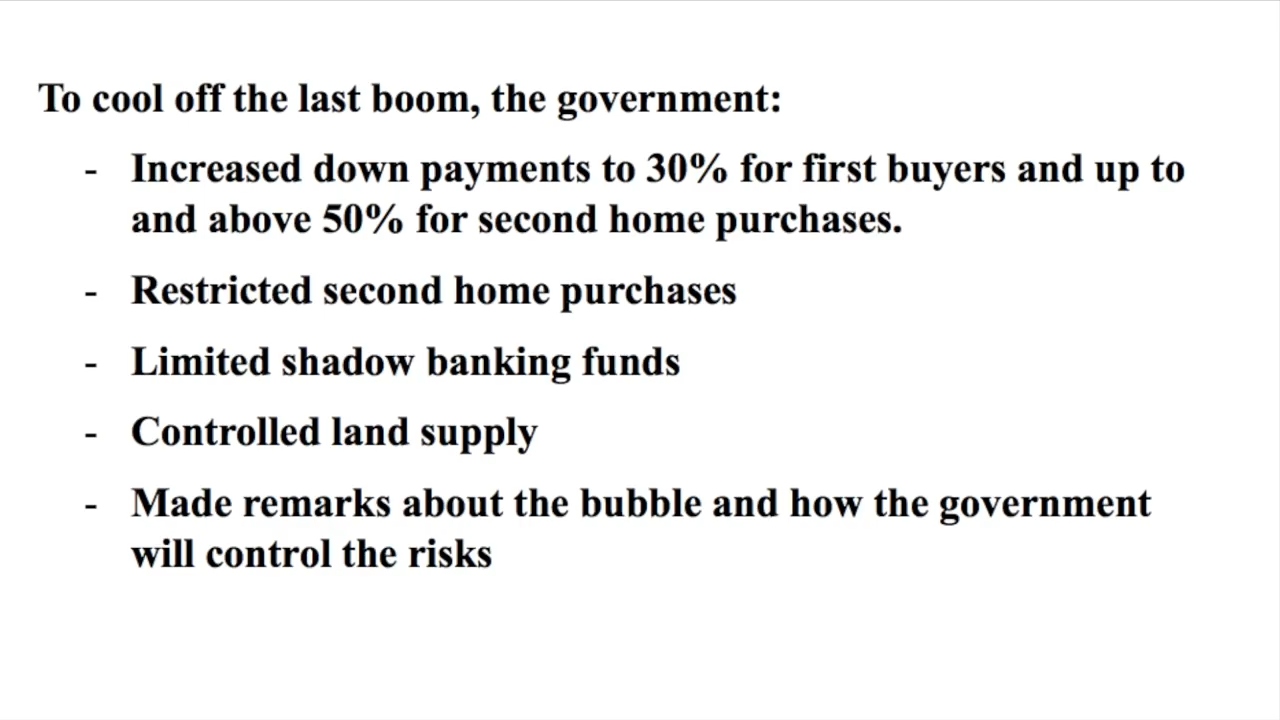 To cool off the last boom, the government:
- Increased down payments to 30% for first buyers and up to
and above 50% for second home purchases.
- Restricted second home purchases
- Limited shadow banking funds
- Controlled land supply
- Made remarks about the bubble and how the government
will control the risks